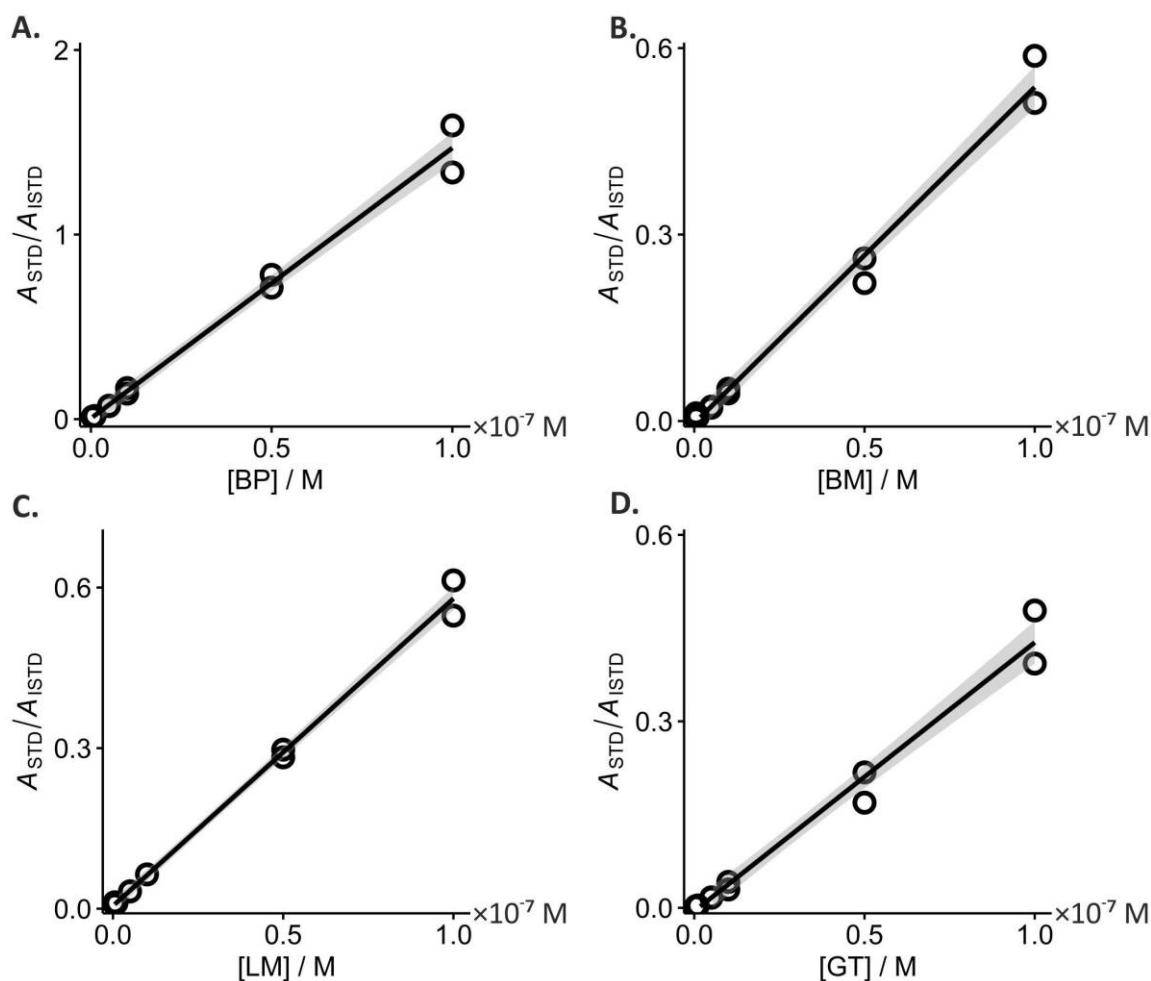 A.
2
1
0
A_STD/A_ISTD
0.0 0.5 1.0 ×10⁻⁷ M
[BP] / M
B.
0.6
0.3
0.0
A_STD/A_ISTD
0.0 0.5 1.0 ×10⁻⁷ M
[BM] / M
C.
0.6
0.3
0.0
A_STD/A_ISTD
0.0 0.5 1.0 ×10⁻⁷ M
[LM] / M
D.
0.6
0.3
0.0
A_STD/A_ISTD
0.0 0.5 1.0 ×10⁻⁷ M
[GT] / M